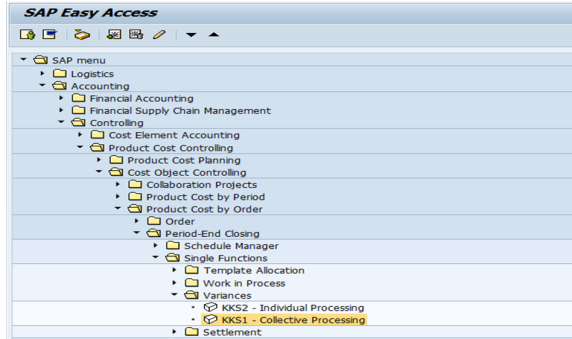 SAP Easy Access
SAP menu
Logistics
Accounting
Financial Accounting
Financial Supply Chain Management
Controlling
Cost Element Accounting
Product Cost Controlling
Product Cost Planning
Cost Object Controlling
Collaboration Projects
Product Cost by Period
Product Cost by Order
Order
Period-End Closing
Schedule Manager
Single Functions
Template Allocation
Work in Process
Variances
KKS2 - Individual Processing
KKS1 - Collective Processing
Settlement